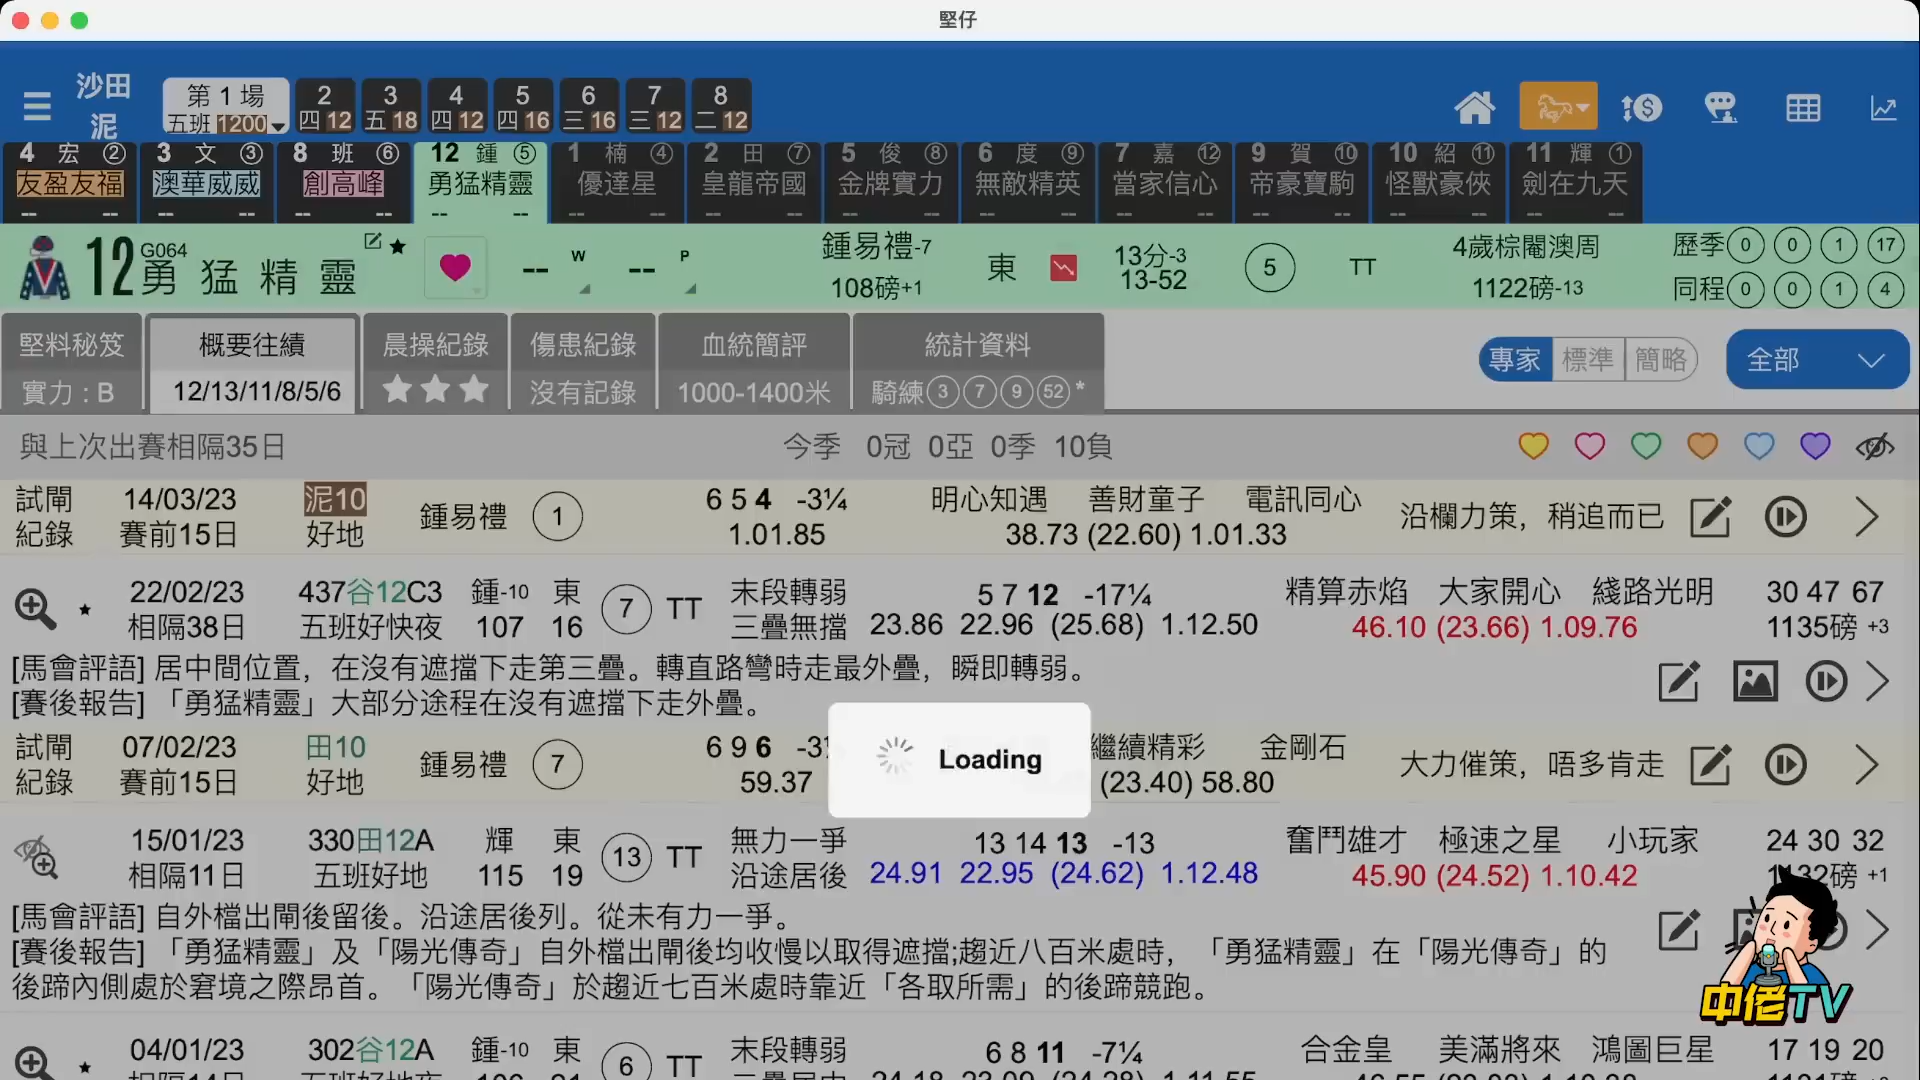 堅仔
沙田
泥
第 1 場
五班 1200
2
四 12
3
五 18
4
四 12
5
四 16
6
三 16
7
三 12
8
二 12
4 宏 ②
友盈友福
-- --
3 文 ③
澳華威威
-- --
8 班 ⑥
創高峰
-- --
12 鍾 ⑤
勇猛精靈
-- --
1 楠 ④
優達星
-- --
2 田 ⑦
皇龍帝國
-- --
5 俊 ⑧
金牌實力
-- --
6 度 ⑨
無敵精英
-- --
7 嘉 ⑫
當家信心
-- --
9 賀 ⑩
帝豪寶駒
-- --
10 紹 ⑪
怪獸豪俠
-- --
11 輝 ①
劍在九天
-- --
12 G064
勇猛精靈
-- W -- P
鍾易禮-7
108磅+1
東
13分-3
13-52
5
TT
4歲棕閹澳周
1122磅-13
歷季 0 0 1 17
同程 0 0 1 4
堅料秘笈
實力 : B
概要往績
12/13/11/8/5/6
晨操紀錄
傷患紀錄
沒有記錄
血統簡評
1000-1400米
統計資料
騎練 3 7 9 52 *
專家 標準 簡略
全部
與上次出賽相隔35日 今季 0冠 0亞 0季 10負
試閘 14/03/23 泥10 鍾易禮 1 6 5 4 -3¼ 明心知遇 善財童子 電訊同心 沿欄力策，稍追而已
紀錄 賽前15日 好地 1.01.85 38.73 (22.60) 1.01.33
22/02/23 437谷12C3 鍾-10 東 7 TT 末段轉弱 5 7 12 -17¼ 精算赤焰 大家開心 綫路光明 30 47 67
相隔38日 五班好快夜 107 16 三疊無擋 23.86 22.96 (25.68) 1.12.50 46.10 (23.66) 1.09.76 1135磅 +3
[馬會評語] 居中間位置，在沒有遮擋下走第三疊。轉直路彎時走最外疊，瞬即轉弱。
[賽後報告] 「勇猛精靈」大部分途程在沒有遮擋下走外疊。
試閘 07/02/23 田10 鍾易禮 7 6 9 6 -3 繼續精彩 金剛石 大力催策，唔多肯走
紀錄 賽前15日 好地 59.37 (23.40) 58.80
Loading
15/01/23 330田12A 輝 東 13 TT 無力一爭 13 14 13 -13 奮鬥雄才 極速之星 小玩家 24 30 32
相隔11日 五班好地 115 19 沿途居後 24.91 22.95 (24.62) 1.12.48 45.90 (24.52) 1.10.42 磅 +1
[馬會評語] 自外檔出閘後留後。沿途居後列。從未有力一爭。
[賽後報告] 「勇猛精靈」及「陽光傳奇」自外檔出閘後均收慢以取得遮擋;趨近八百米處時，「勇猛精靈」在「陽光傳奇」的
後蹄內側處於窘境之際昂首。「陽光傳奇」於趨近七百米處時靠近「各取所需」的後蹄競跑。
中佬TV
04/01/23 302谷12A 鍾-10 東 6 TT 末段轉弱 6 8 11 -7¼ 合金皇 美滿將來 鴻圖巨星 17 19 20